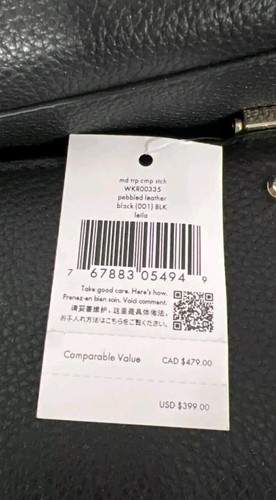 md trp cmp stch
WKR00335
pebbled leather
black (001) BLK
leila
7 67883 05494 9
Take good care. Here's how.
Prenez-en bien soin. Void comment.
请妥善维护。这里是具体做法。
お手入れ方法はこちらをご覧ください。
Comparable Value CAD $479.00
USD $399.00